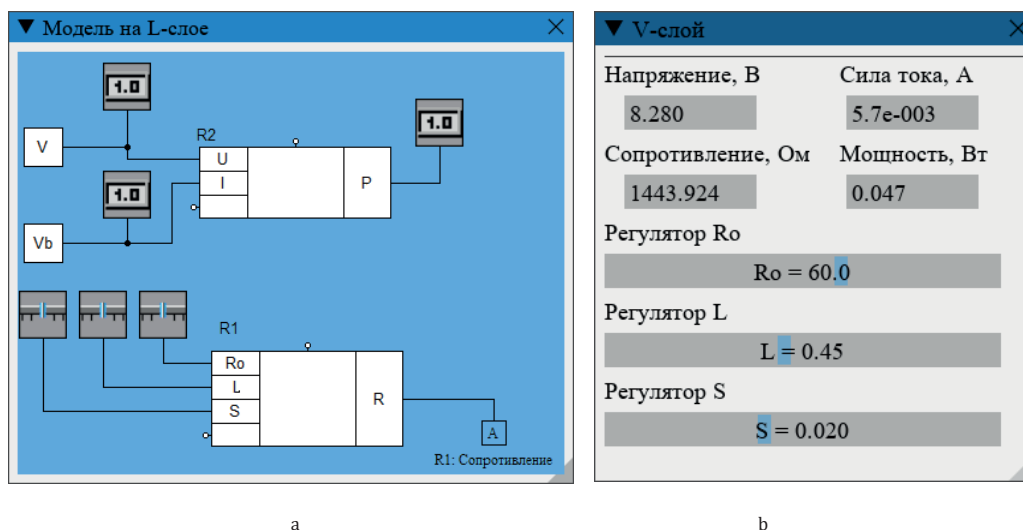 ▼ Модель на L-слое
1.0
V
R2
U
I
P
1.0
1.0
Vb
R1
Ro
L
S
R
A
R1: Сопротивление
a
▼ V-слой
Напряжение, В Сила тока, А
8.280 5.7e-003
Сопротивление, Ом Мощность, Вт
1443.924 0.047
Регулятор Ro
Ro = 60.0
Регулятор L
L = 0.45
Регулятор S
S = 0.020
b